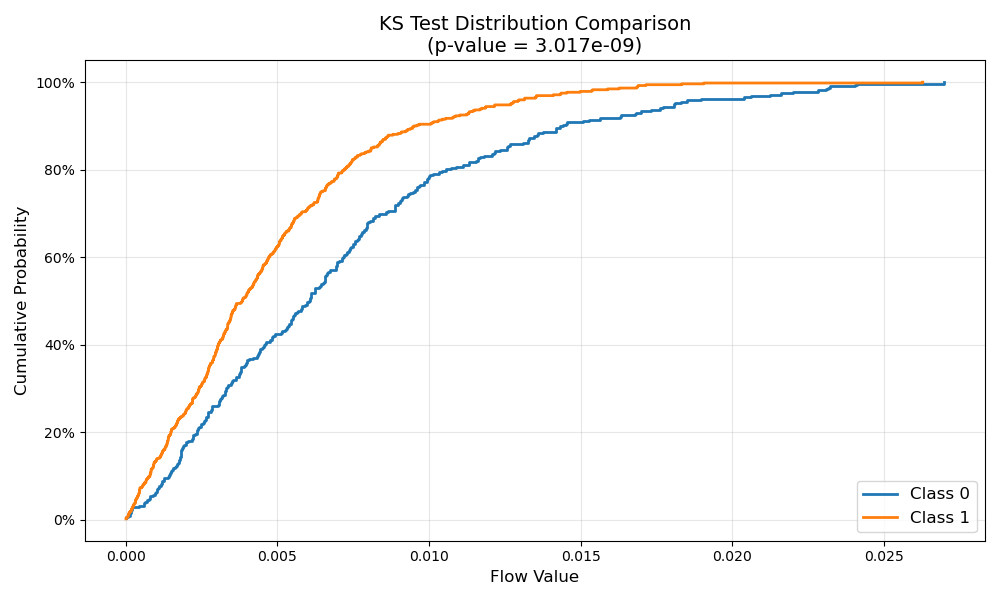 KS Test Distribution Comparison
(p-value = 3.017e-09)
Cumulative Probability
100%
80%
60%
40%
20%
0%
0.000
0.005
0.010
0.015
0.020
0.025
Flow Value
Class 0
Class 1